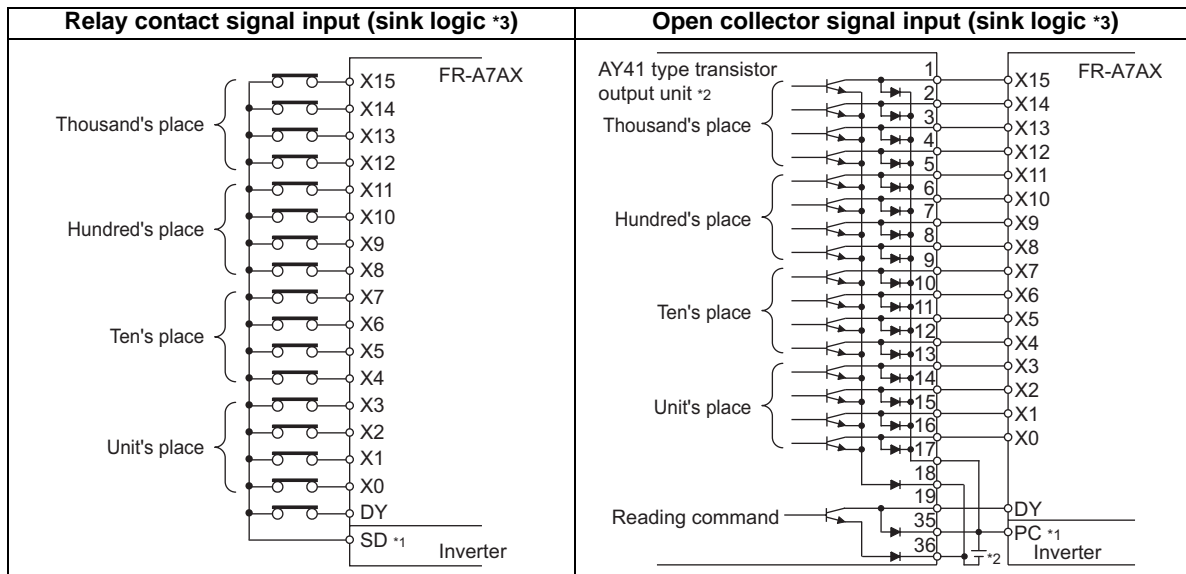 Relay contact signal input (sink logic *3)
Open collector signal input (sink logic *3)
FR-A7AX
Thousand's place
Hundred's place
Ten's place
Unit's place
X15
X14
X13
X12
X11
X10
X9
X8
X7
X6
X5
X4
X3
X2
X1
X0
DY
SD *1
Inverter
AY41 type transistor
output unit *2
Thousand's place
Hundred's place
Ten's place
Unit's place
Reading command
1
2
3
4
5
6
7
8
9
10
11
12
13
14
15
16
17
18
19
35
36
FR-A7AX
X15
X14
X13
X12
X11
X10
X9
X8
X7
X6
X5
X4
X3
X2
X1
X0
DY
PC *1
Inverter
*2